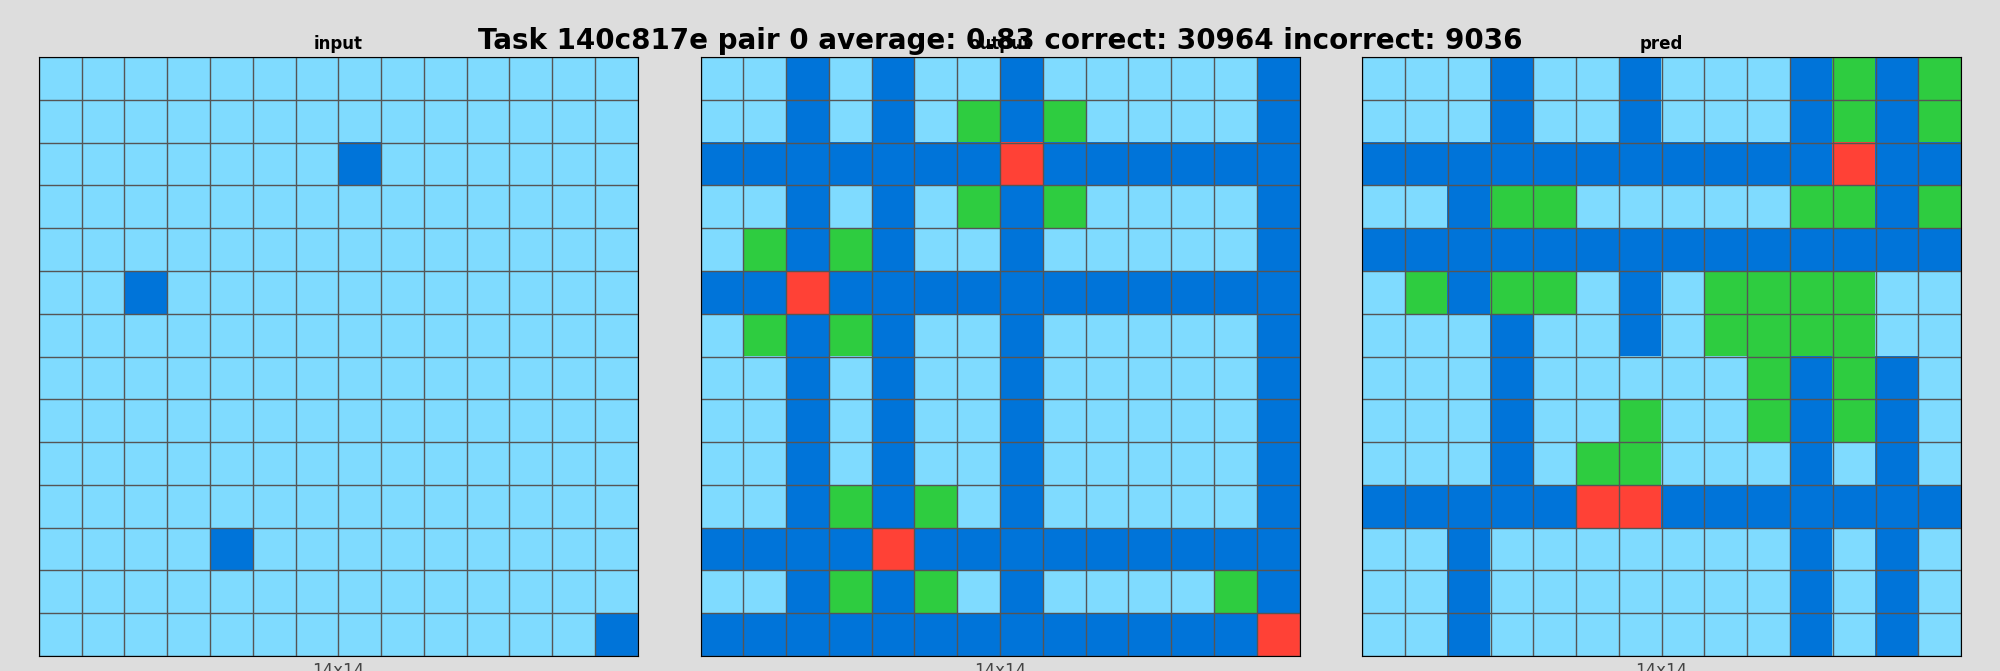 Task 140c817e pair 0 average: 0.83 correct: 30964 incorrect: 9036
input
output
pred
14x14
14x14
14x14